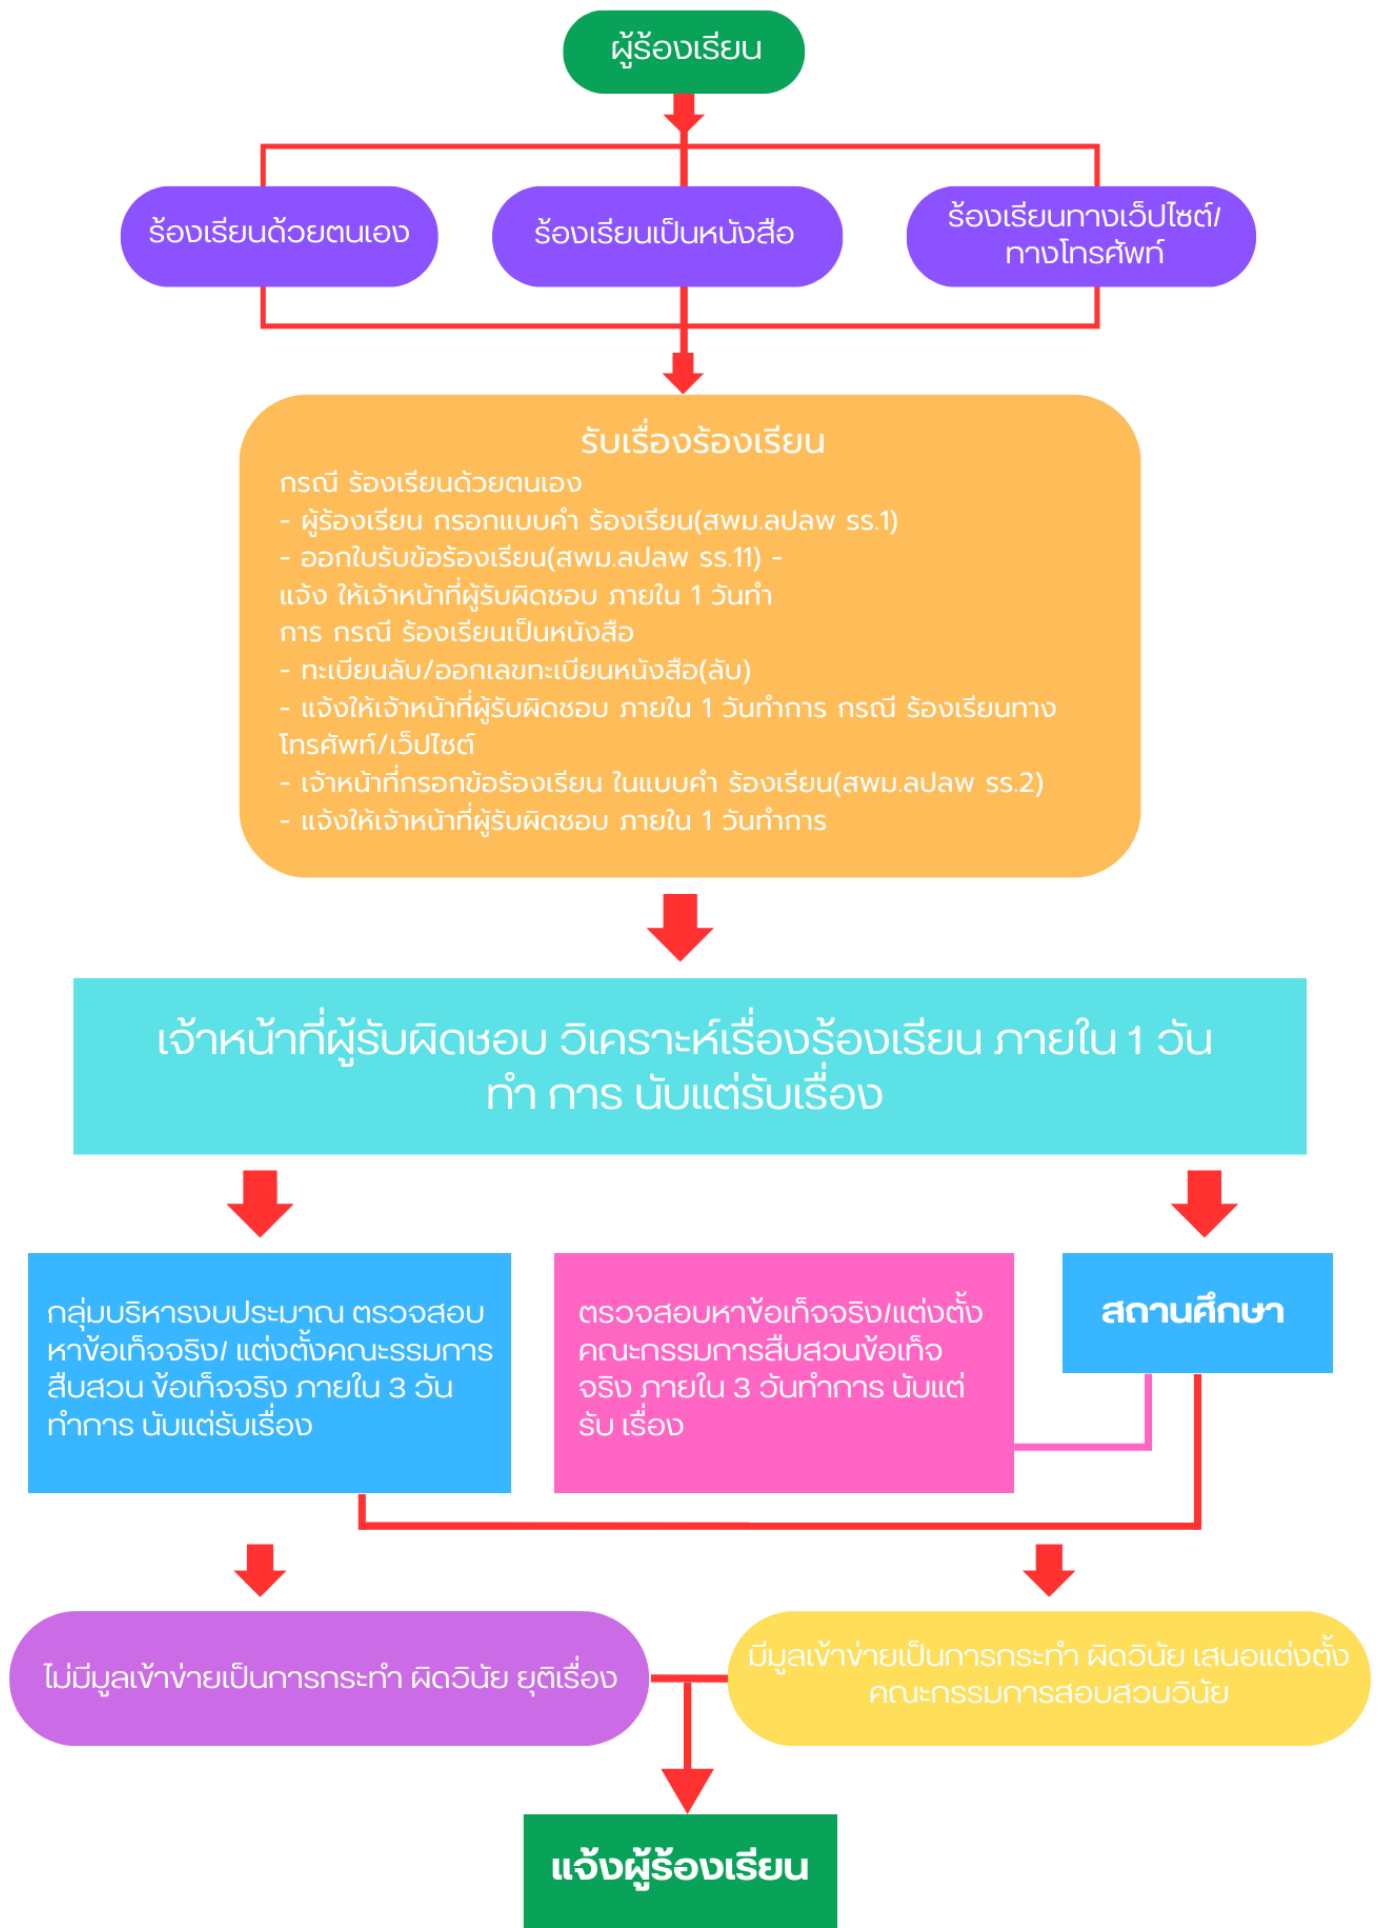 ผู้ร้องเรียน
ร้องเรียนด้วยตนเอง
ร้องเรียนเป็นหนังสือ
ร้องเรียนทางเว็ปไซต์/
ทางโทรศัพท์
รับเรื่องร้องเรียน
กรณี ร้องเรียนด้วยตนเอง
- ผู้ร้องเรียน กรอกแบบคำ ร้องเรียน(สพม.ลปลพ รร.1)
- ออกใบรับข้อร้องเรียน(สพม.ลปลพ รร.11) -
แจ้ง ให้เจ้าหน้าที่ผู้รับผิดชอบ ภายใน 1 วันทำ
การ กรณี ร้องเรียนเป็นหนังสือ
- ทะเบียนลับ/ออกเลขทะเบียนหนังสือ(ลับ)
- แจ้งให้เจ้าหน้าที่ผู้รับผิดชอบ ภายใน 1 วันทำการ กรณี ร้องเรียนทาง
โทรศัพท์/เว็ปไซต์
- เจ้าหน้าที่กรอกข้อร้องเรียน ในแบบคำ ร้องเรียน(สพม.ลปลพ รร.2)
- แจ้งให้เจ้าหน้าที่ผู้รับผิดชอบ ภายใน 1 วันทำการ
เจ้าหน้าที่ผู้รับผิดชอบ วิเคราะห์เรื่องร้องเรียน ภายใน 1 วัน
ทำ การ นับแต่รับเรื่อง
กลุ่มบริหารงบประมาณ ตรวจสอบ
หาข้อเท็จจริง/ แต่งตั้งคณะรรมการ
สืบสวน ข้อเท็จจริง ภายใน 3 วัน
ทำการ นับแต่รับเรื่อง
ตรวจสอบหาข้อเท็จจริง/แต่งตั้ง
คณะกรรมการสืบสวนข้อเท็จ
จริง ภายใน 3 วันทำการ นับแต่
รับ เรื่อง
สถานศึกษา
ไม่มีมูลเข้าข่ายเป็นการกระทำ ผิดวินัย ยุติเรื่อง
มีมูลเข้าข่ายเป็นการกระทำ ผิดวินัย เสนอแต่งตั้ง
คณะกรรมการสอบสวนวินัย
แจ้งผู้ร้องเรียน